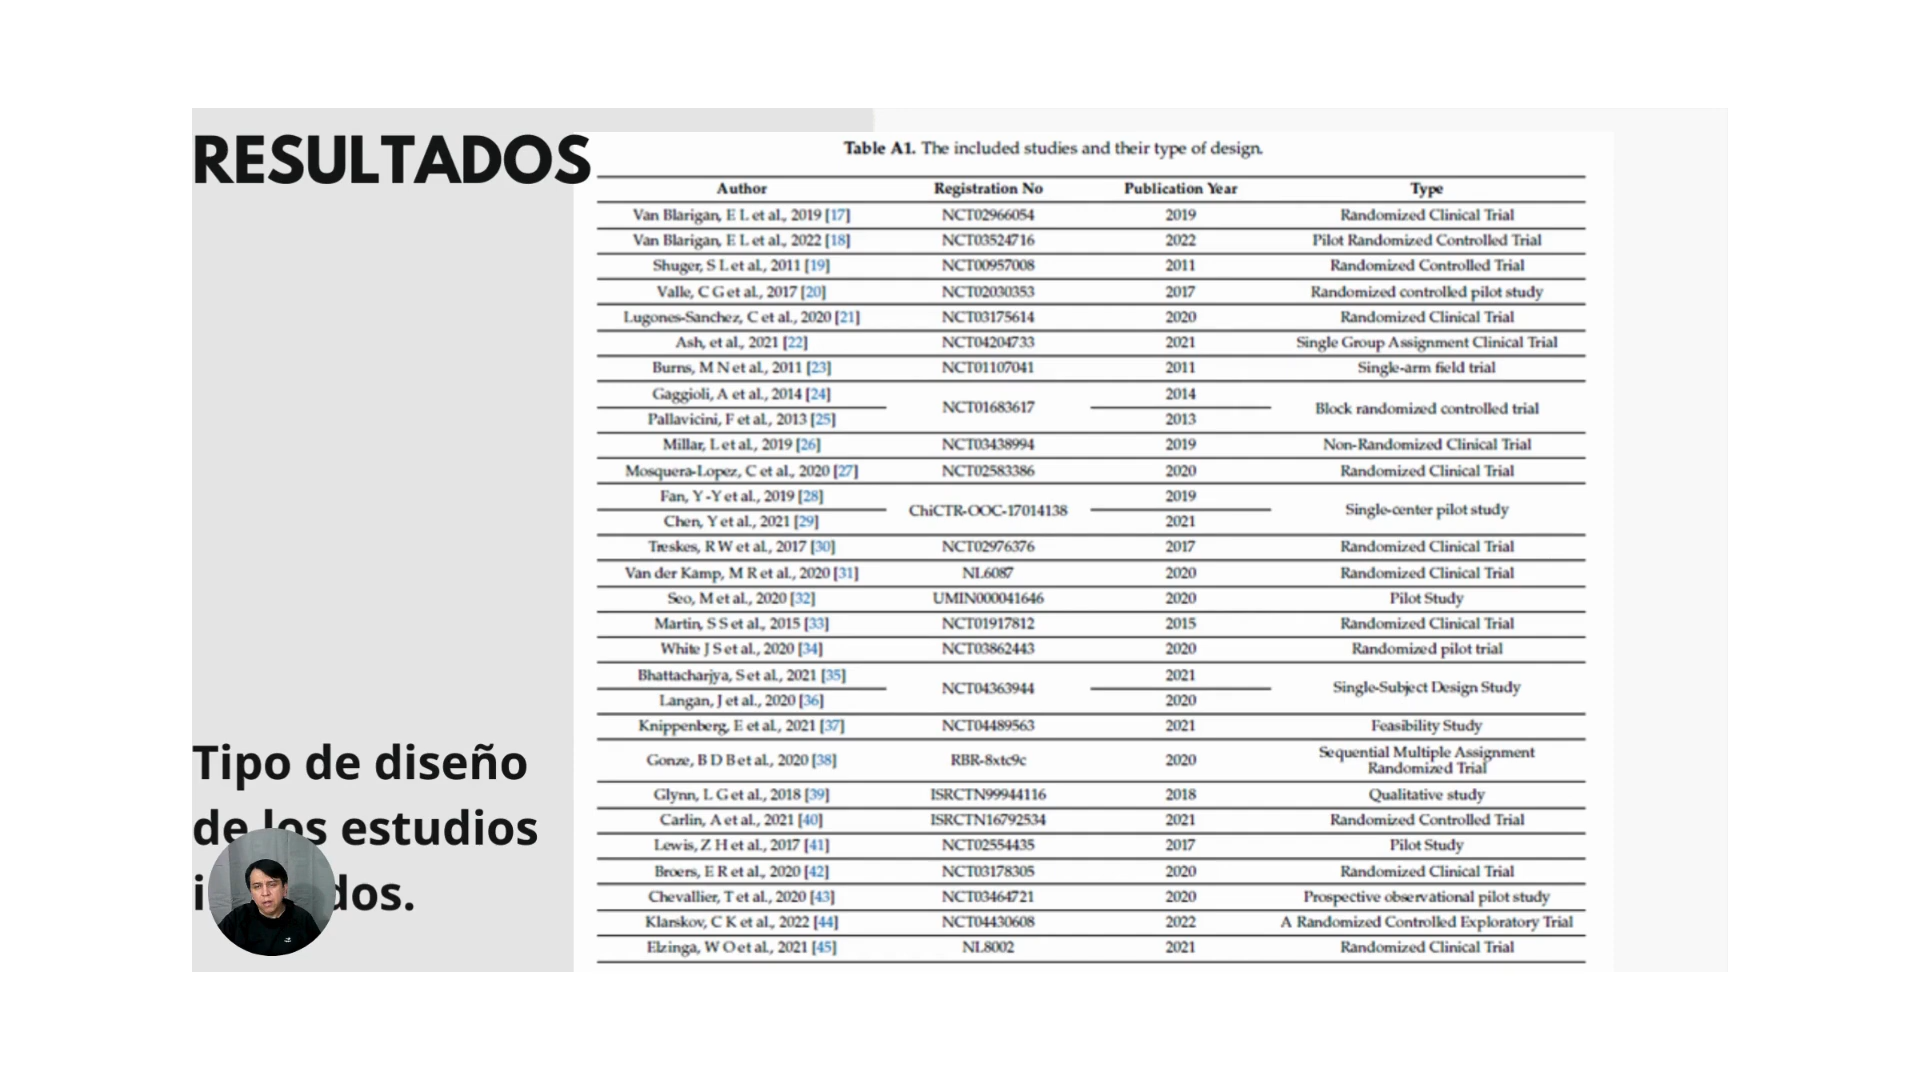 RESULTADOS
Tipo de diseño
de los estudios
dos.
Table A1. The included studies and their type of design.
Author Registration No Publication Year Type
Van Blarigan, E L et al., 2019 [17] NCT02966054 2019 Randomized Clinical Trial
Van Blarigan, E L et al., 2022 [18] NCT03524716 2022 Pilot Randomized Controlled Trial
Shuger, S L et al., 2011 [19] NCT00957008 2011 Randomized Controlled Trial
Valle, C G et al., 2017 [20] NCT02030353 2017 Randomized controlled pilot study
Lugones-Sanchez, C et al., 2020 [21] NCT03175614 2020 Randomized Clinical Trial
Ash, et al., 2021 [22] NCT04204733 2021 Single Group Assignment Clinical Trial
Burns, M N et al., 2011 [23] NCT01107041 2011 Single-arm field trial
Gaggioli, A et al., 2014 [24] NCT01683617 2014 Block randomized controlled trial
Pallavicini, F et al., 2013 [25] 2013
Millar, L et al., 2019 [26] NCT03438994 2019 Non-Randomized Clinical Trial
Mosquera-Lopez, C et al., 2020 [27] NCT02583386 2020 Randomized Clinical Trial
Fan, Y-Y et al., 2019 [28] ChiCTR-OOC-17014138 2019 Single-center pilot study
Chen, Y et al., 2021 [29] 2021
Treskes, R W et al., 2017 [30] NCT02976376 2017 Randomized Clinical Trial
Van der Kamp, M R et al., 2020 [31] NL6087 2020 Randomized Clinical Trial
Seo, M et al., 2020 [32] UMIN000041646 2020 Pilot Study
Martin, S S et al., 2015 [33] NCT01917812 2015 Randomized Clinical Trial
White J S et al., 2020 [34] NCT03862443 2020 Randomized pilot trial
Bhattacharjya, S et al., 2021 [35] NCT04363944 2021 Single-Subject Design Study
Langan, J et al., 2020 [36] 2020
Knippenberg, E et al., 2021 [37] NCT04489563 2021 Feasibility Study
Gonze, B D B et al., 2020 [38] RBR-8xtc9c 2020 Sequential Multiple Assignment
Randomized Trial
Glynn, L G et al., 2018 [39] ISRCTN99944116 2018 Qualitative study
Carlin, A et al., 2021 [40] ISRCTN16792534 2021 Randomized Controlled Trial
Lewis, Z H et al., 2017 [41] NCT02554435 2017 Pilot Study
Broers, E R et al., 2020 [42] NCT03178305 2020 Randomized Clinical Trial
Chevallier, T et al., 2020 [43] NCT03464721 2020 Prospective observational pilot study
Klarskov, C K et al., 2022 [44] NCT04430608 2022 A Randomized Controlled Exploratory Trial
Elzinga, W O et al., 2021 [45] NL8002 2021 Randomized Clinical Trial